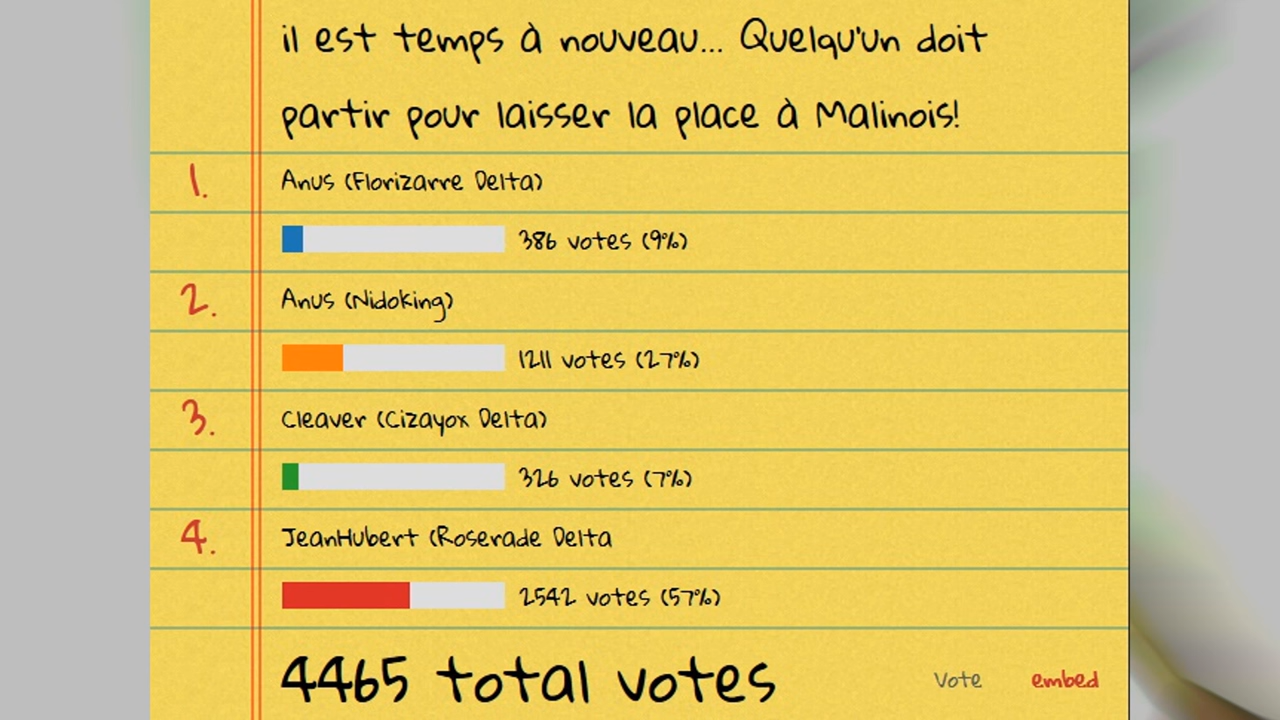 il est temps à nouveau... Quelqu'un doit
partir pour laisser la place à Malinois!
1. Anus (Florizarre Delta)
386 votes (9%)
2. Anus (Nidoking)
1211 votes (27%)
3. Cleaver (Cizayox Delta)
326 votes (7%)
4. JeanHubert (Roserade Delta
2542 votes (57%)
4465 total votes Vote embed